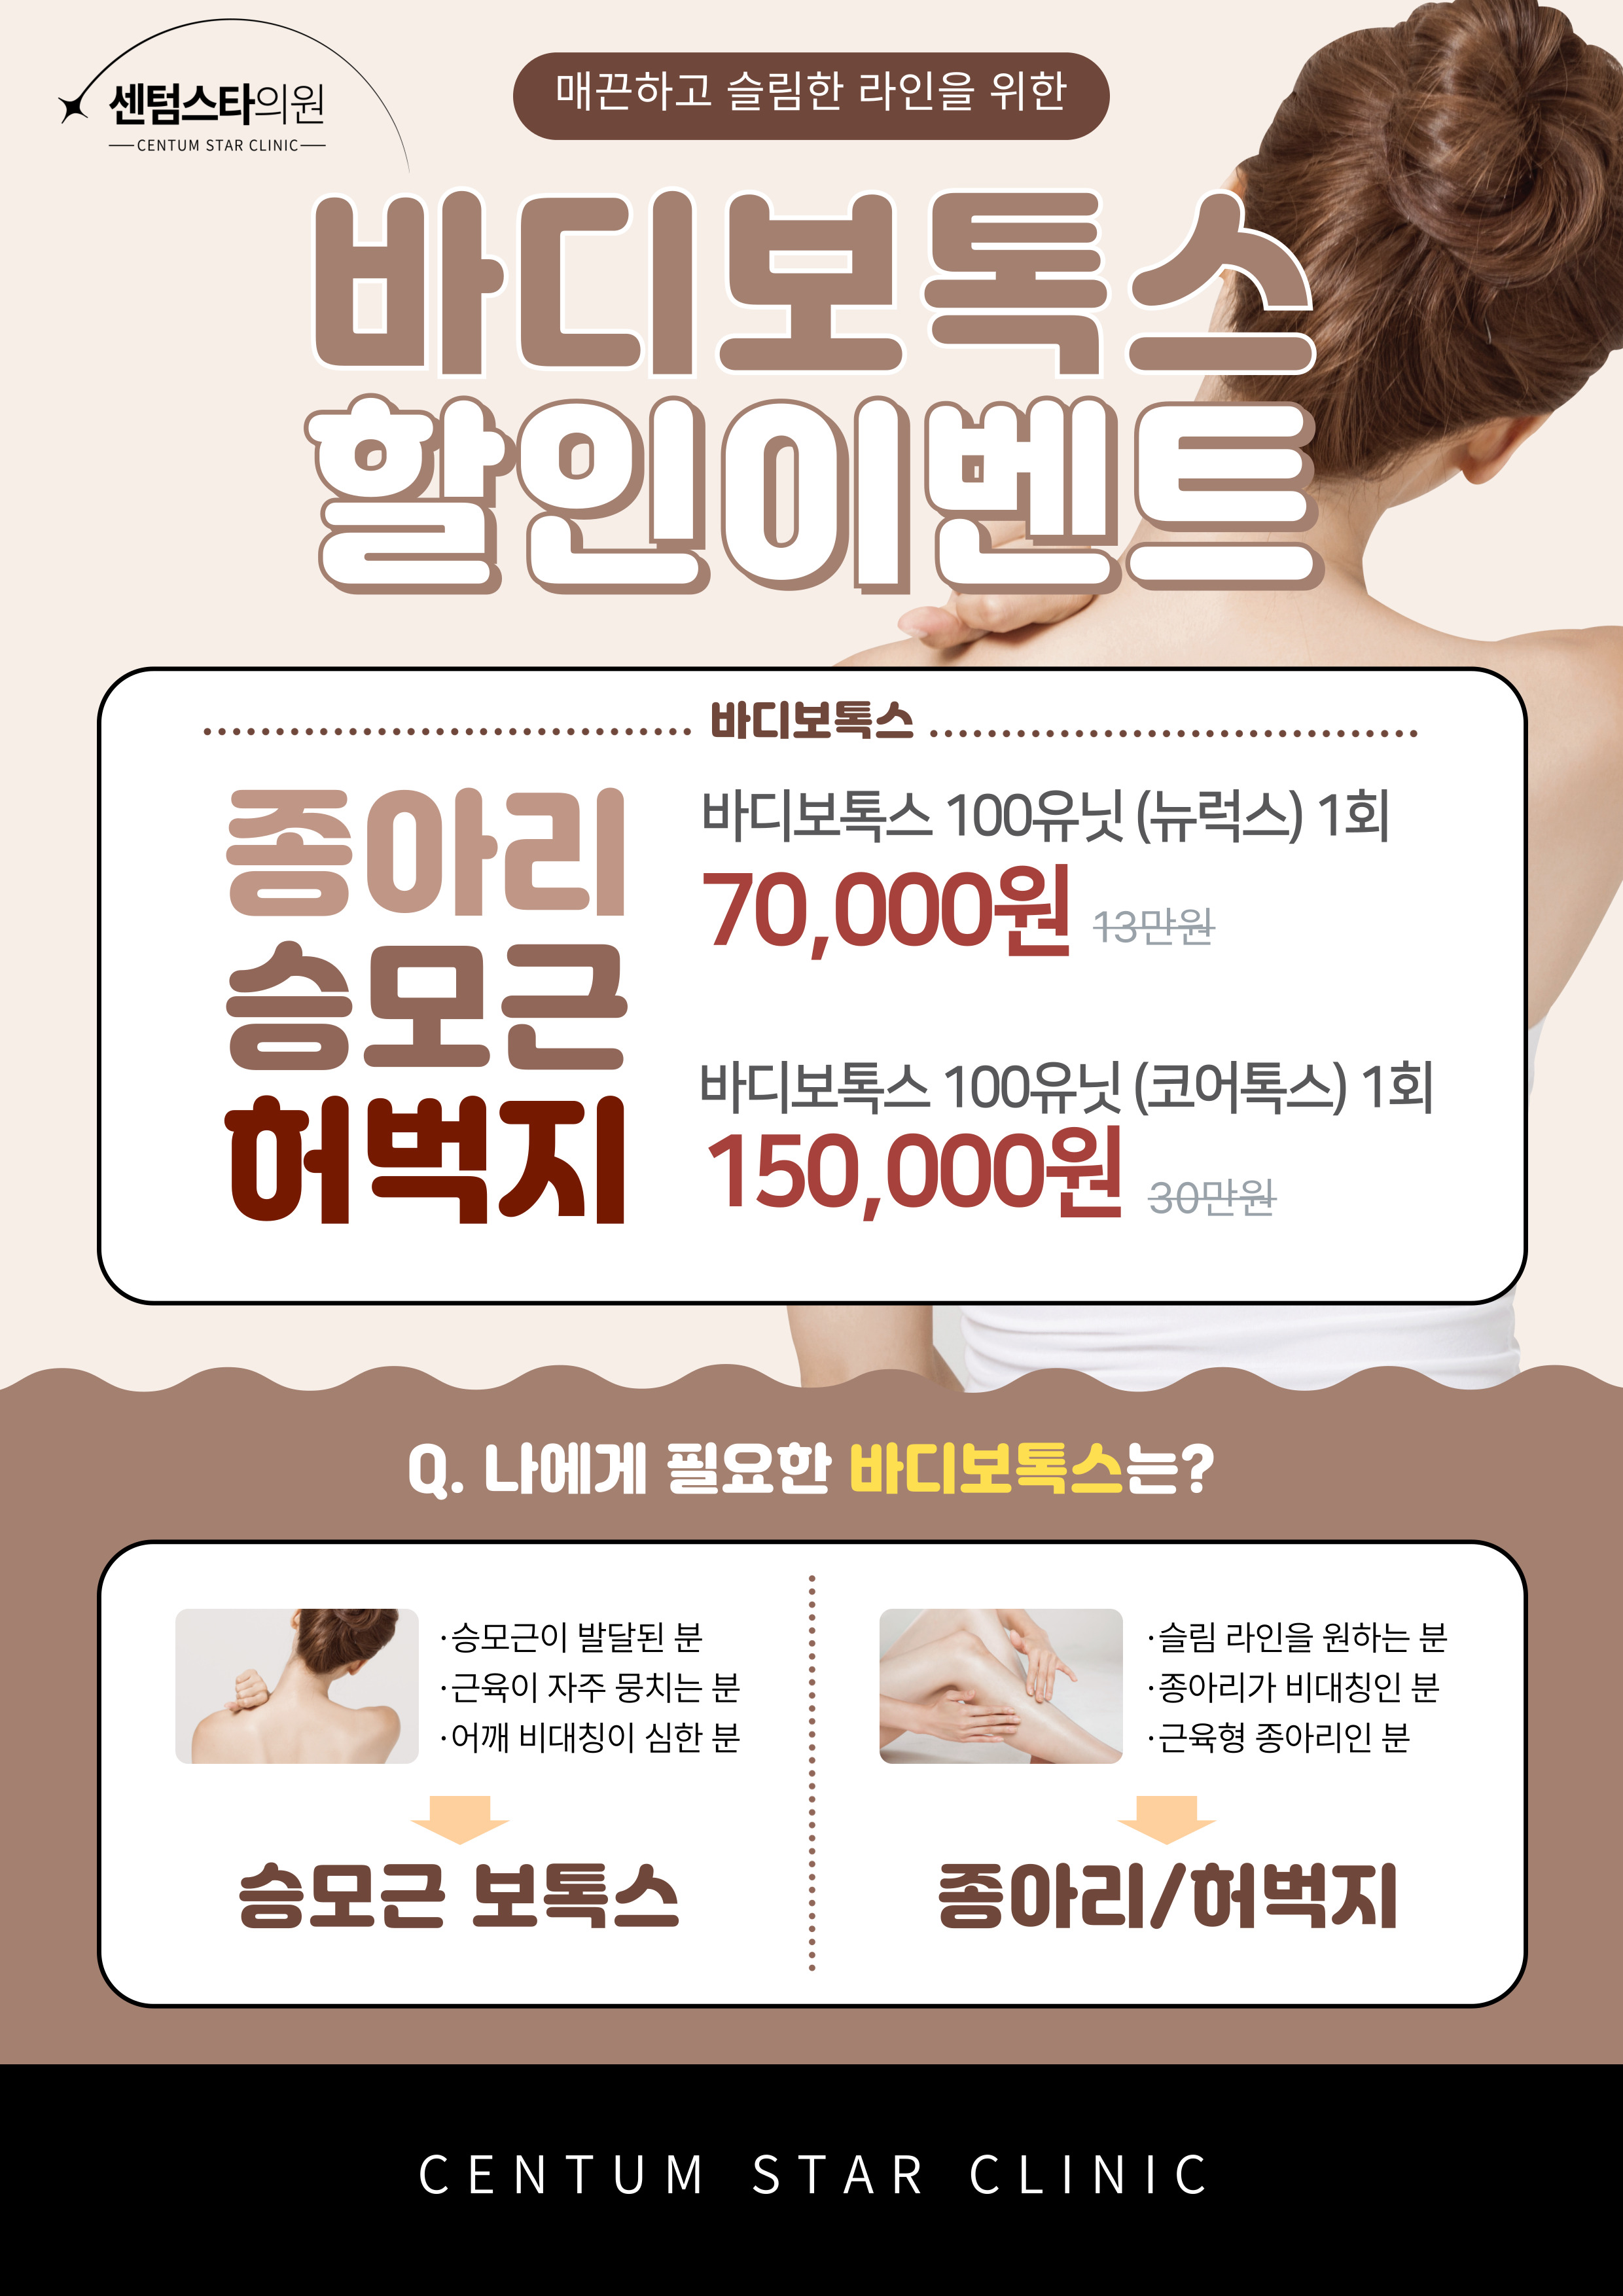 센텀스타의원
CENTUM STAR CLINIC
매끈하고 슬림한 라인을 위한
바디보톡스
할인이벤트
바디보톡스
종아리
승모근
허벅지
바디보톡스 100유닛 (뉴럭스) 1회
70,000원 13만원
바디보톡스 100유닛 (코어톡스) 1회
150,000원 30만원
Q. 나에게 필요한 바디보톡스는?
·승모근이 발달된 분
·근육이 자주 뭉치는 분
·어깨 비대칭이 심한 분
승모근 보톡스
·슬림 라인을 원하는 분
·종아리가 비대칭인 분
·근육형 종아리인 분
종아리/허벅지
CENTUM STAR CLINIC